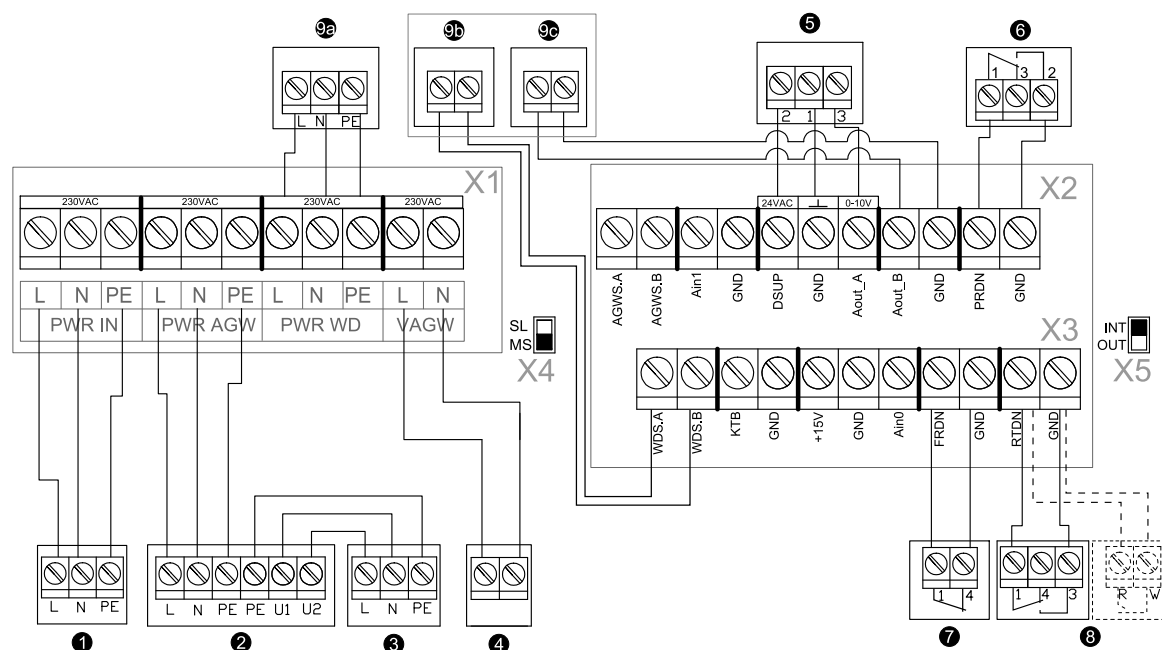 9a 9b 9c 5 6
1 3 2
2 1 3
L N PE
X1 X2
230VAC 230VAC 230VAC 230VAC
24VAC ⊥ 0-10V
AGWS.A AGWS.B Ain1 GND DSUP GND Aout_A Aout_B GND PRDN GND
L N PE L N PE L N PE L N
PWR IN PWR AGW PWR WD VAGW
SL
MS
X4
X3
INT
OUT
X5
WDS.A WDS.B KTB GND +15V GND Ain0 FRDN GND RTDN GND
L N PE
L N PE PE U1 U2
L N PE
1 4
1 4 3
R W
1 2 3 4 7 8